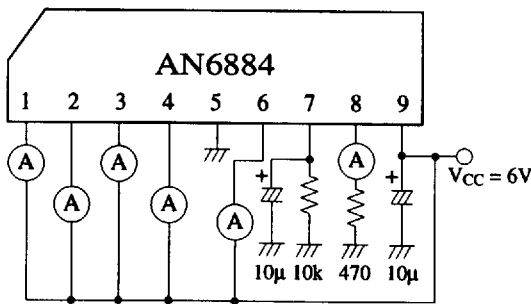 AN6884
1 2 3 4 5 6 7 8 9
A A A A A A
+ +
V_CC = 6V
10μ 10k 470 10μ